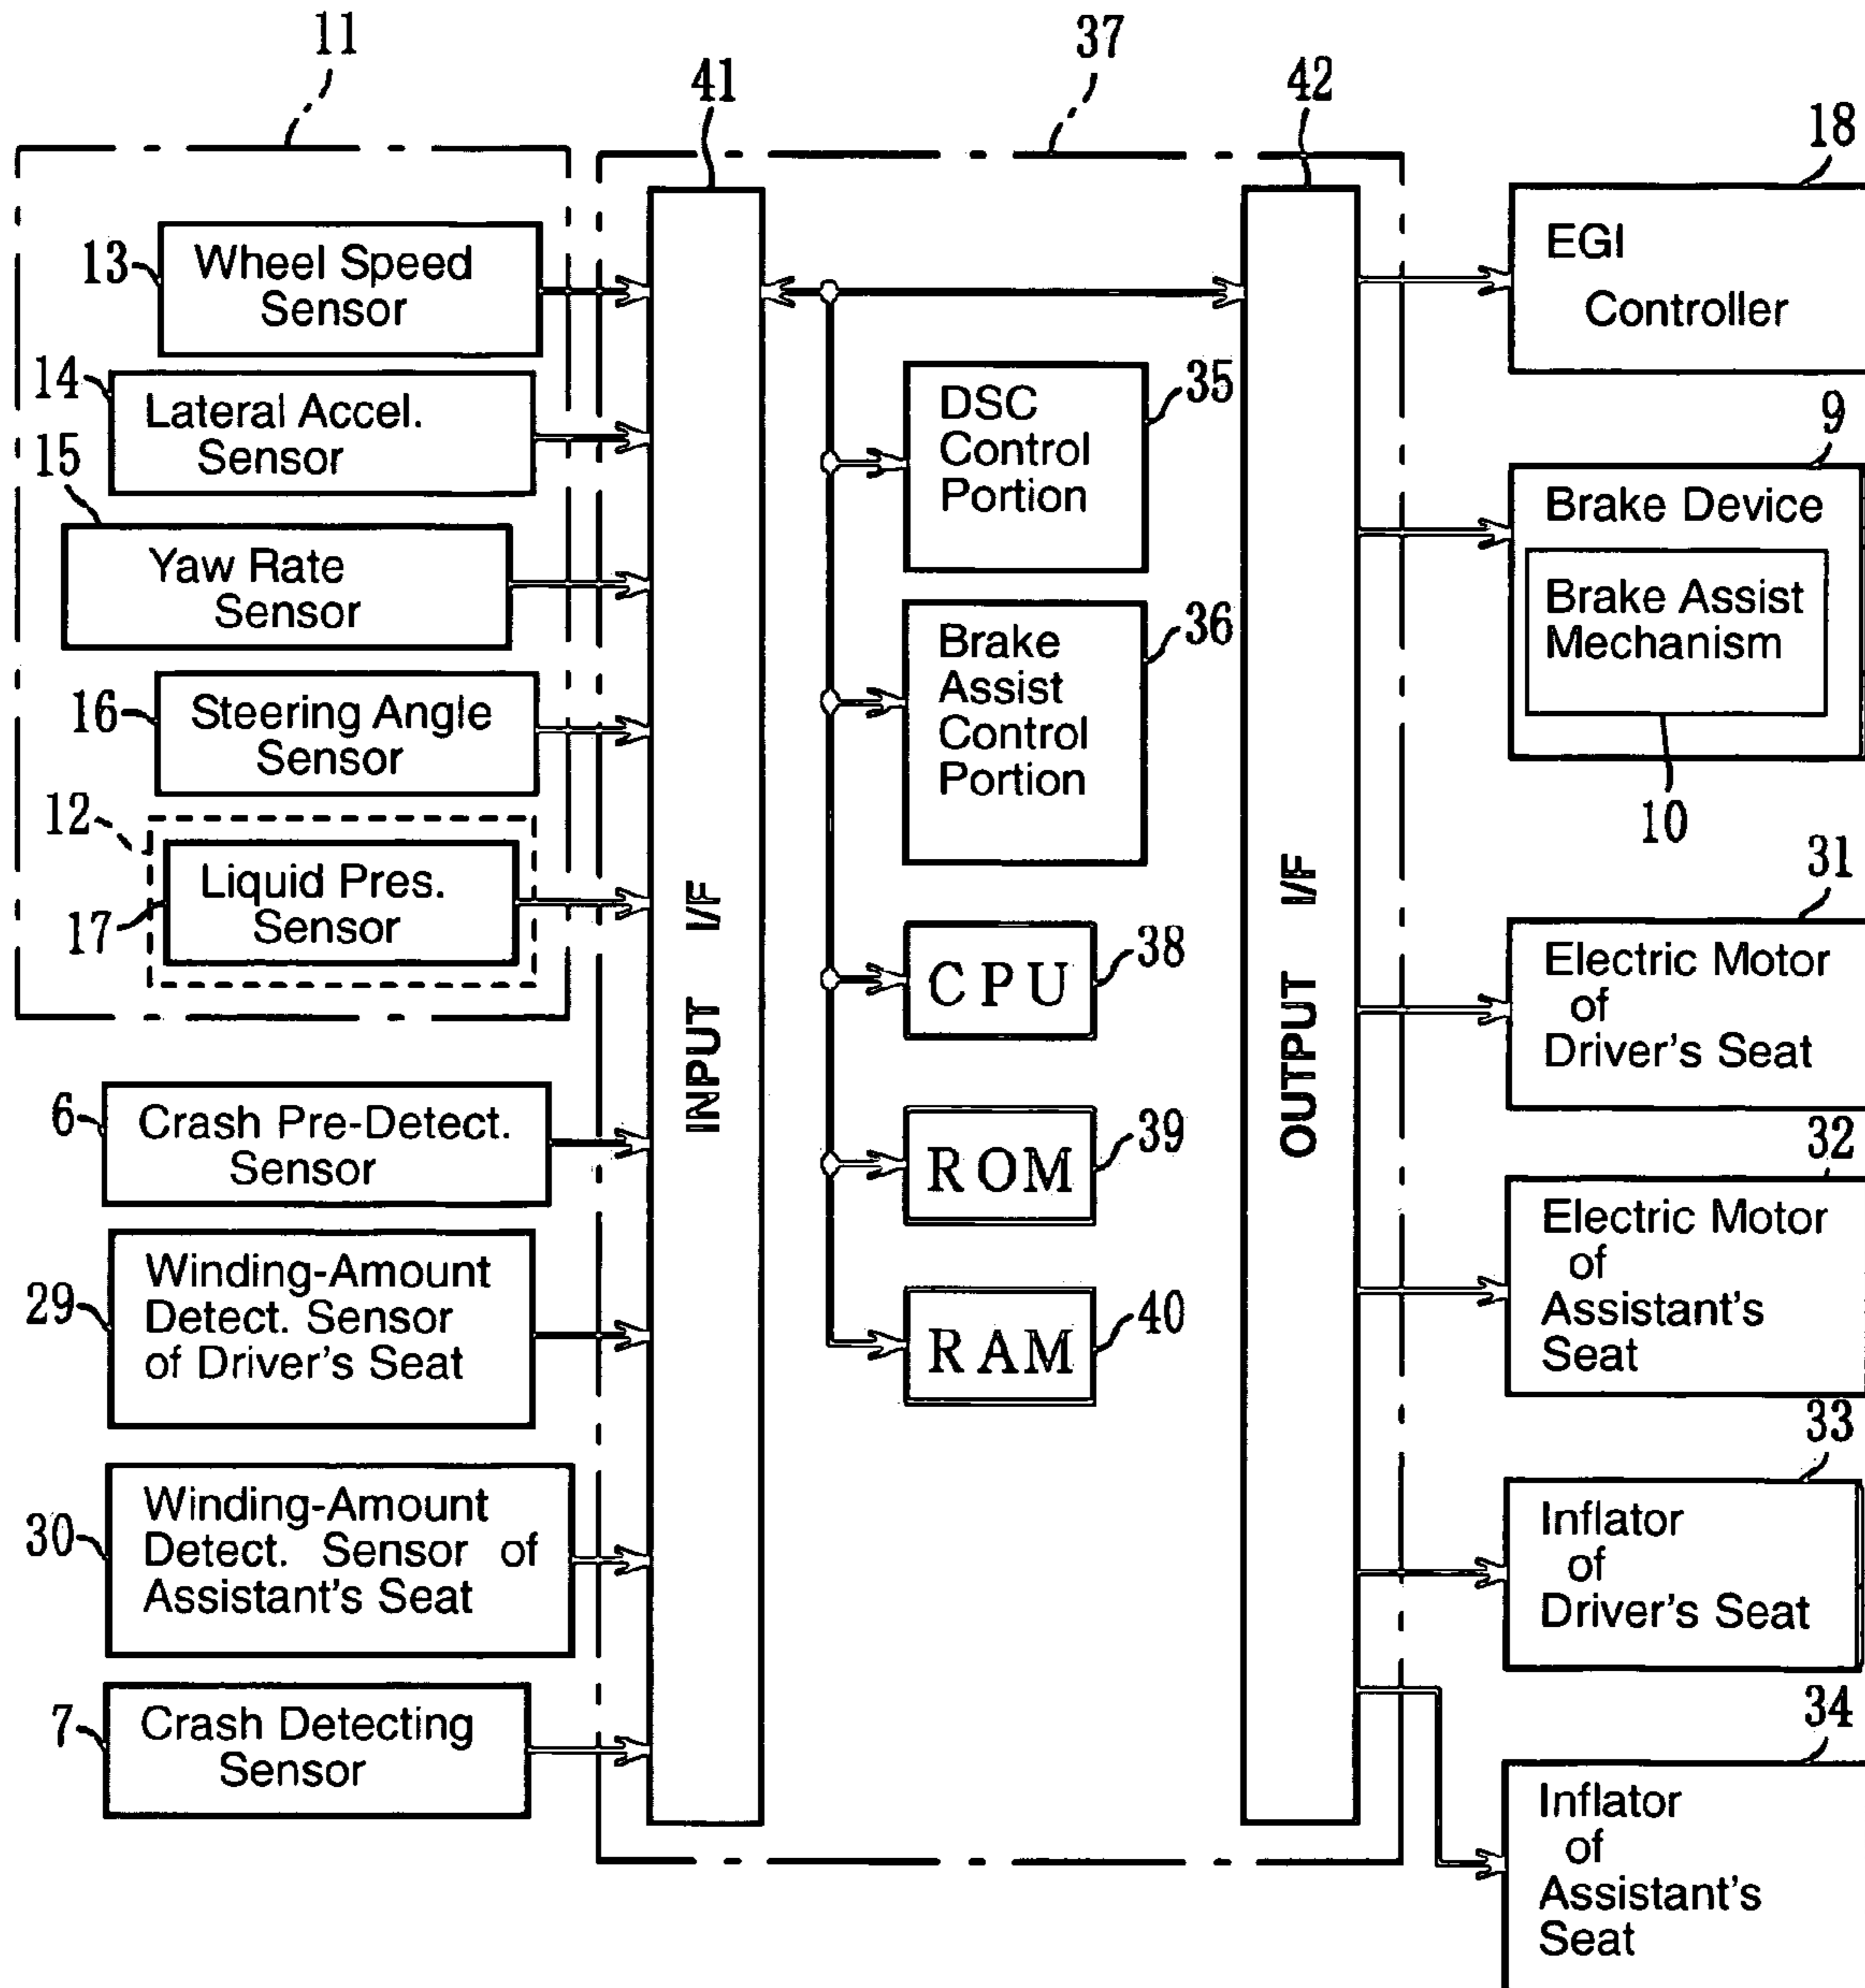 11
37
41
42
18
13
Wheel Speed
Sensor
EGI
Controller
14
Lateral Accel.
Sensor
DSC
Control
Portion
35
9
15
Yaw Rate
Sensor
Brake Device
Brake Assist
Mechanism
10
16
Steering Angle
Sensor
Brake
Assist
Control
Portion
36
12
17
Liquid Pres.
Sensor
INPUT I/F
OUTPUT I/F
CPU
38
31
Electric Motor
of
Driver's Seat
6
Crash Pre-Detect.
Sensor
ROM
39
32
Electric Motor
of
Assistant's
Seat
29
Winding-Amount
Detect. Sensor
of Driver's Seat
RAM
40
30
Winding-Amount
Detect. Sensor of
Assistant's Seat
33
Inflator
of
Driver's Seat
7
Crash Detecting
Sensor
34
Inflator
of
Assistant's
Seat